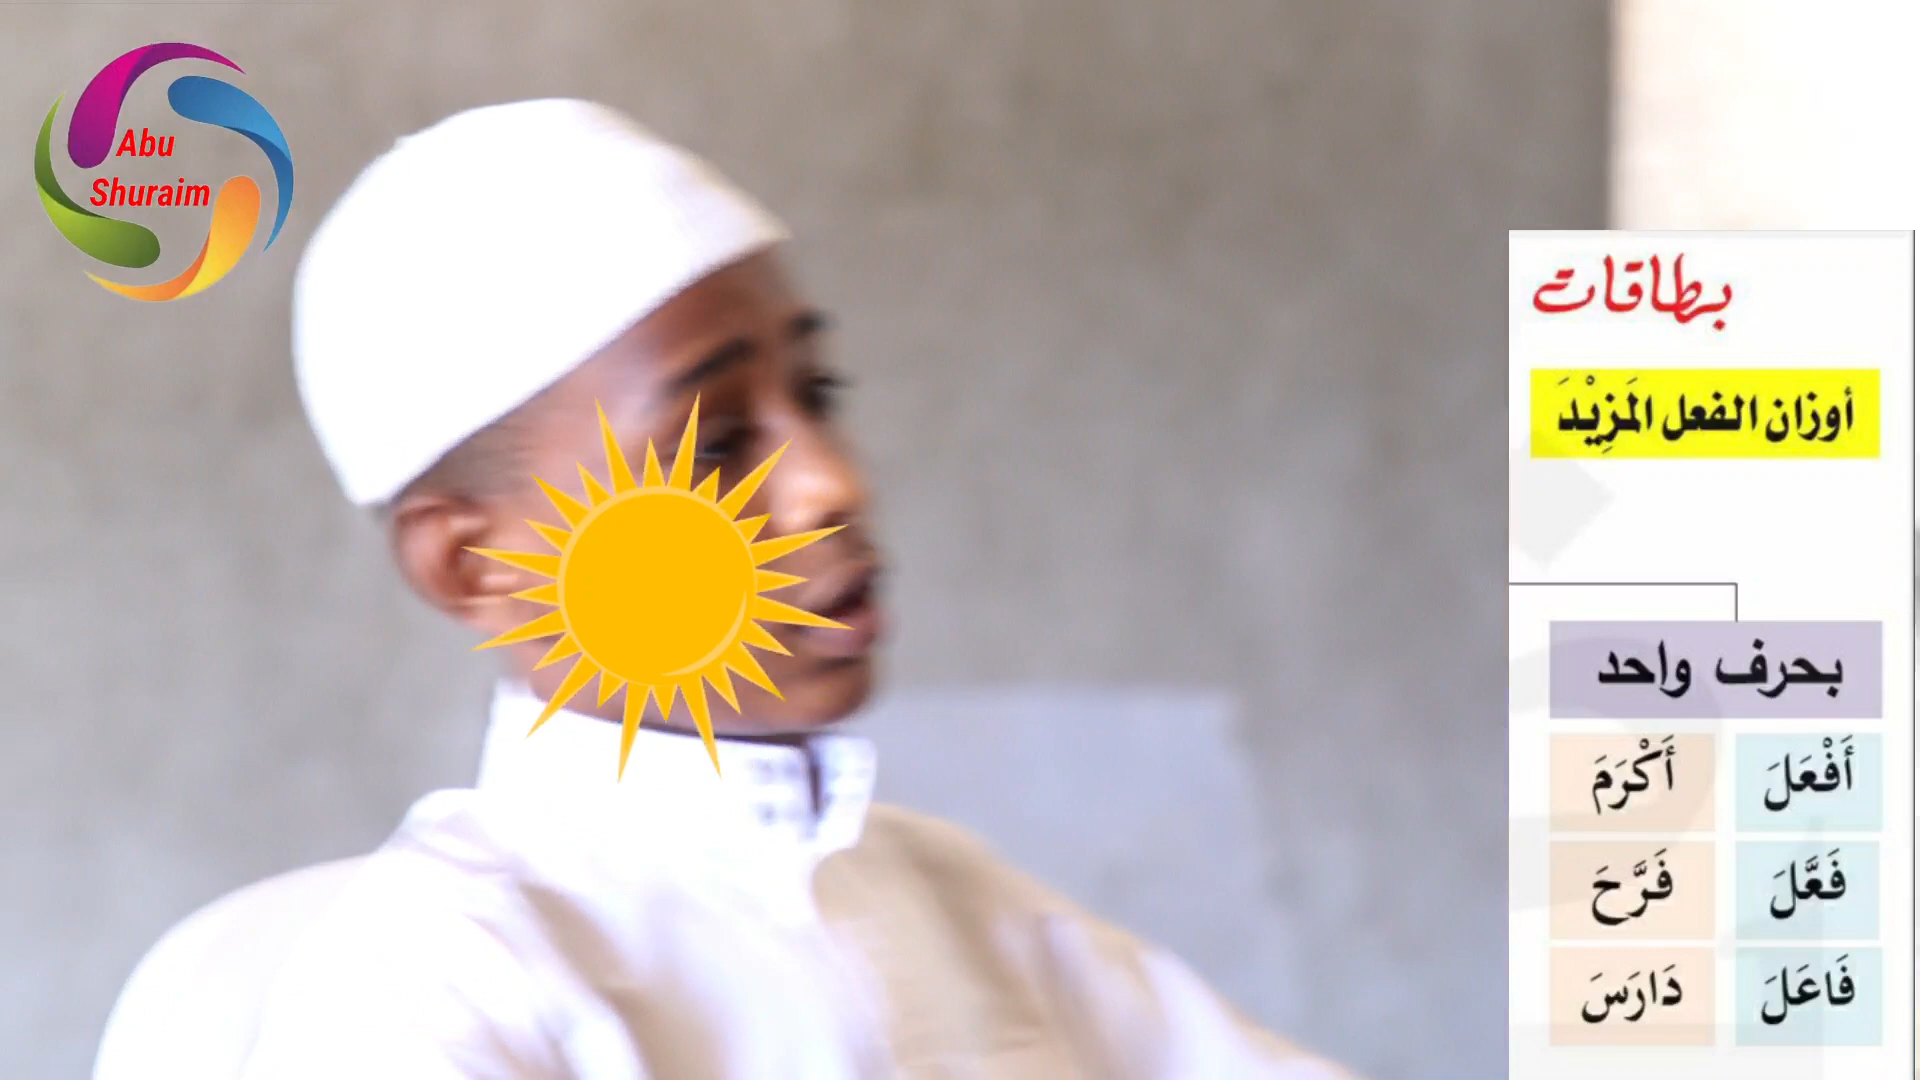 Abu
Shuraim
بطاقات
أوزان الفعل المَزِيْدَ
بحرف واحد
أَفْعَلَ أَكْرَمَ
فَعَّلَ فَرَّحَ
فَاعَلَ دَارَسَ